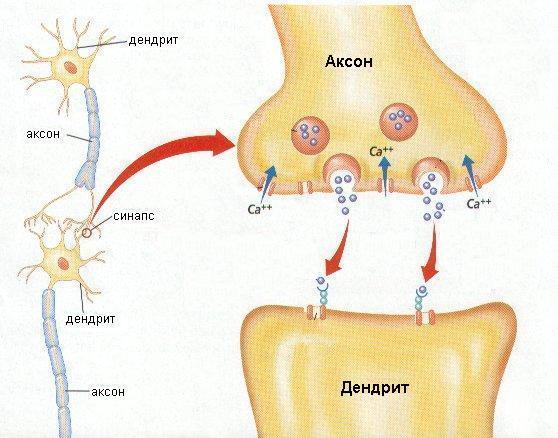 дендрит
аксон
синапс
дендрит
аксон
Аксон
Ca++
Ca++
Ca++
Дендрит